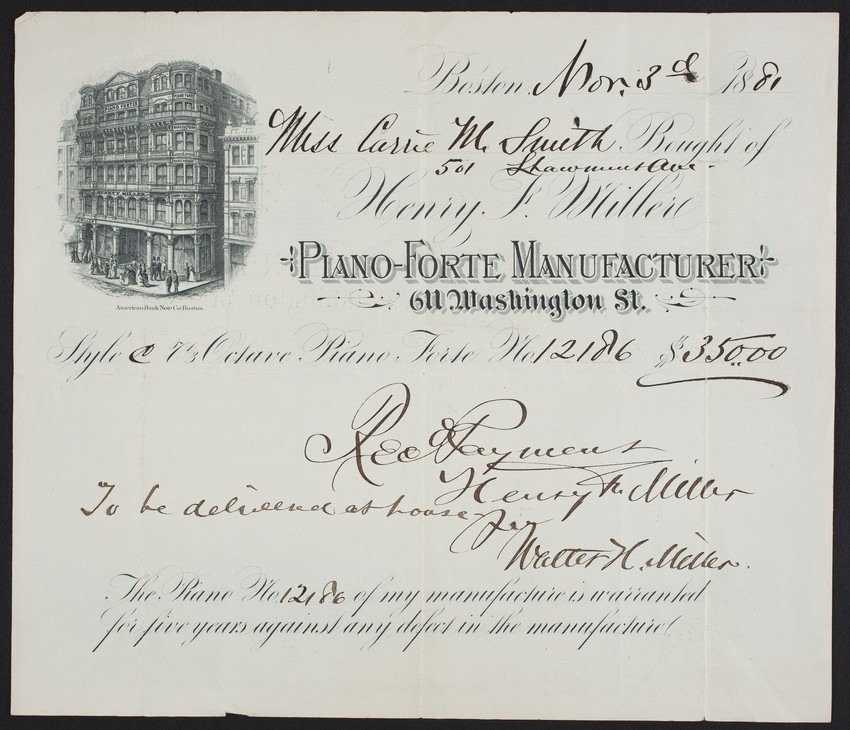 Boston, Nov. 3d 1881
Miss Carrie M. Smith Bought of
501 Shawmut Ave.
Henry F. Miller
PIANO-FORTE MANUFACTURER
611 Washington St.
American Bank Note Co. Boston.
Style C 7⅓ Octave Piano Forte No. 12186 $350.00
Recd Payment
Henry F. Miller
To be delivered at house
per
Walter H. Miller.
The Piano No. 12186 of my manufacture is warranted
for five years against any defect in the manufacture